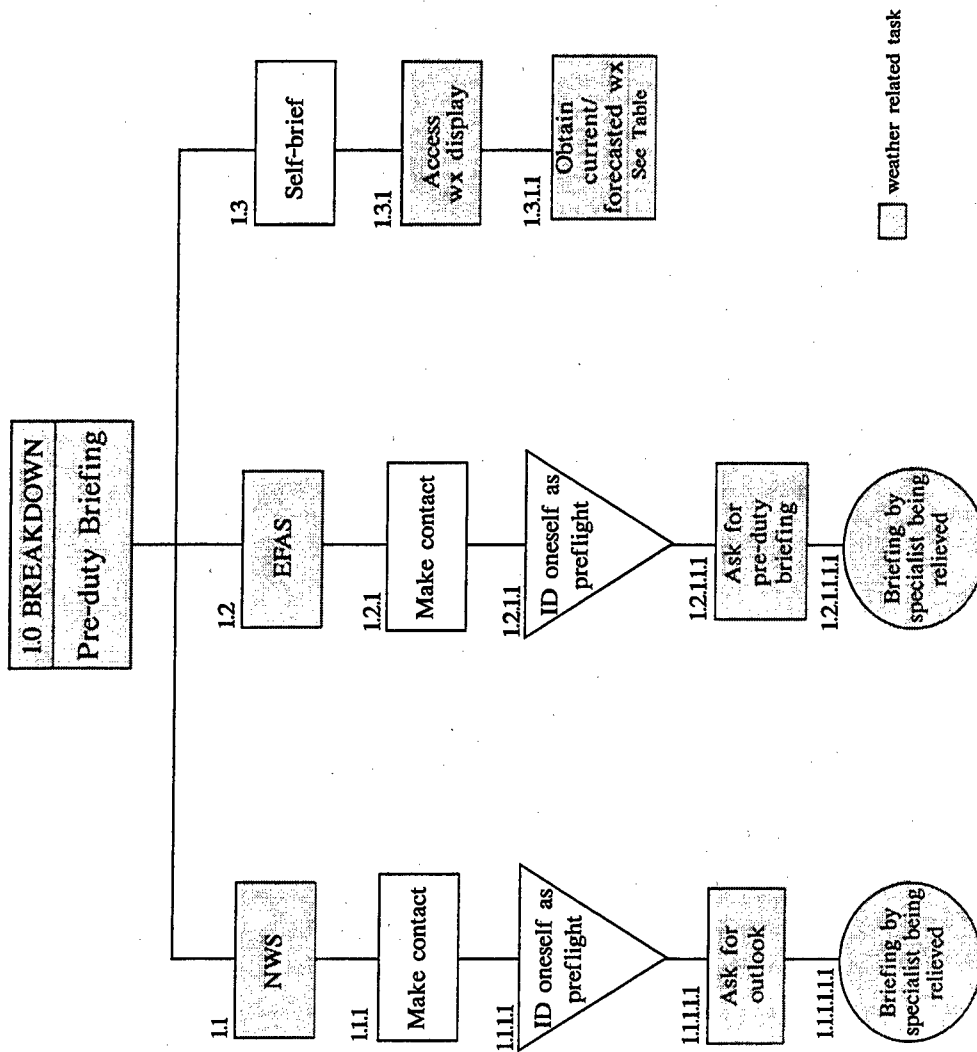 1.0 BREAKDOWN
Pre-duty Briefing
1.1
NWS
1.1.1
Make contact
1.1.1.1
ID oneself as
preflight
1.1.1.1.1
Ask for
outlook
1.1.1.1.1.1
Briefing by
specialist being
relieved
1.2
EFAS
1.2.1
Make contact
1.2.1.1
ID oneself as
preflight
1.2.1.1.1
Ask for
pre-duty
briefing
1.2.1.1.1.1
Briefing by
specialist being
relieved
1.3
Self-brief
1.3.1
Access
wx display
1.3.1.1
Obtain
current/
forecasted wx
See Table
weather related task